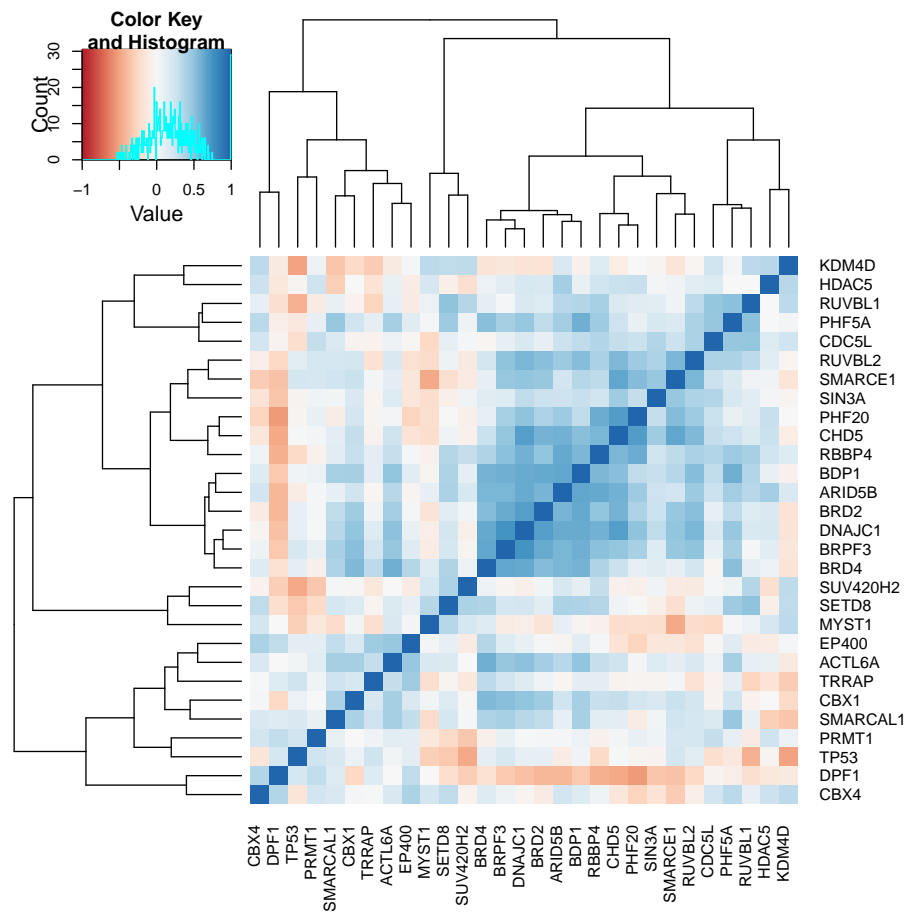 Color Key
and Histogram
Count
0
10
20
30
−1
0
0.5
1
Value
KDM4D
HDAC5
RUVBL1
PHF5A
CDC5L
RUVBL2
SMARCE1
SIN3A
PHF20
CHD5
RBBP4
BDP1
ARID5B
BRD2
DNAJC1
BRPF3
BRD4
SUV420H2
SETD8
MYST1
EP400
ACTL6A
TRRAP
CBX1
SMARCAL1
PRMT1
TP53
DPF1
CBX4
CBX4
DPF1
TP53
PRMT1
SMARCAL1
CBX1
TRRAP
ACTL6A
EP400
MYST1
SETD8
SUV420H2
BRD4
BRPF3
DNAJC1
BRD2
ARID5B
BDP1
RBBP4
CHD5
PHF20
SIN3A
SMARCE1
RUVBL2
CDC5L
PHF5A
RUVBL1
HDAC5
KDM4D